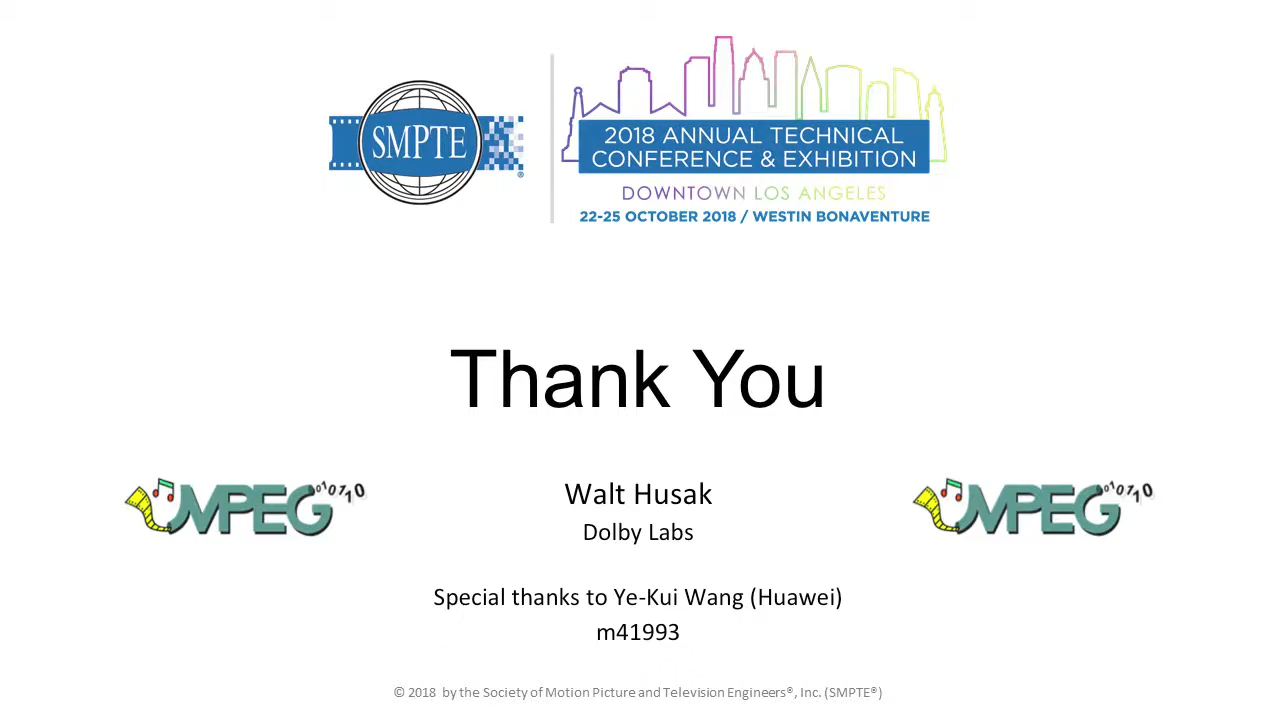 SMPTE®
2018 ANNUAL TECHNICAL
CONFERENCE & EXHIBITION
DOWNTOWN LOS ANGELES
22-25 OCTOBER 2018 / WESTIN BONAVENTURE
Thank You
MPEG 010110
Walt Husak
MPEG 010110
Dolby Labs
Special thanks to Ye-Kui Wang (Huawei)
m41993
© 2018 by the Society of Motion Picture and Television Engineers®, Inc. (SMPTE®)